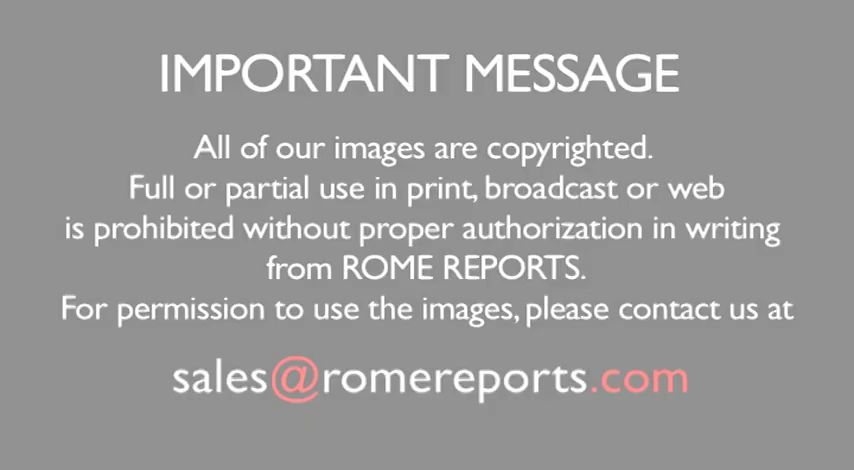 IMPORTANT MESSAGE
All of our images are copyrighted.
Full or partial use in print, broadcast or web
is prohibited without proper authorization in writing
from ROME REPORTS.
For permission to use the images, please contact us at
sales@romereports.com